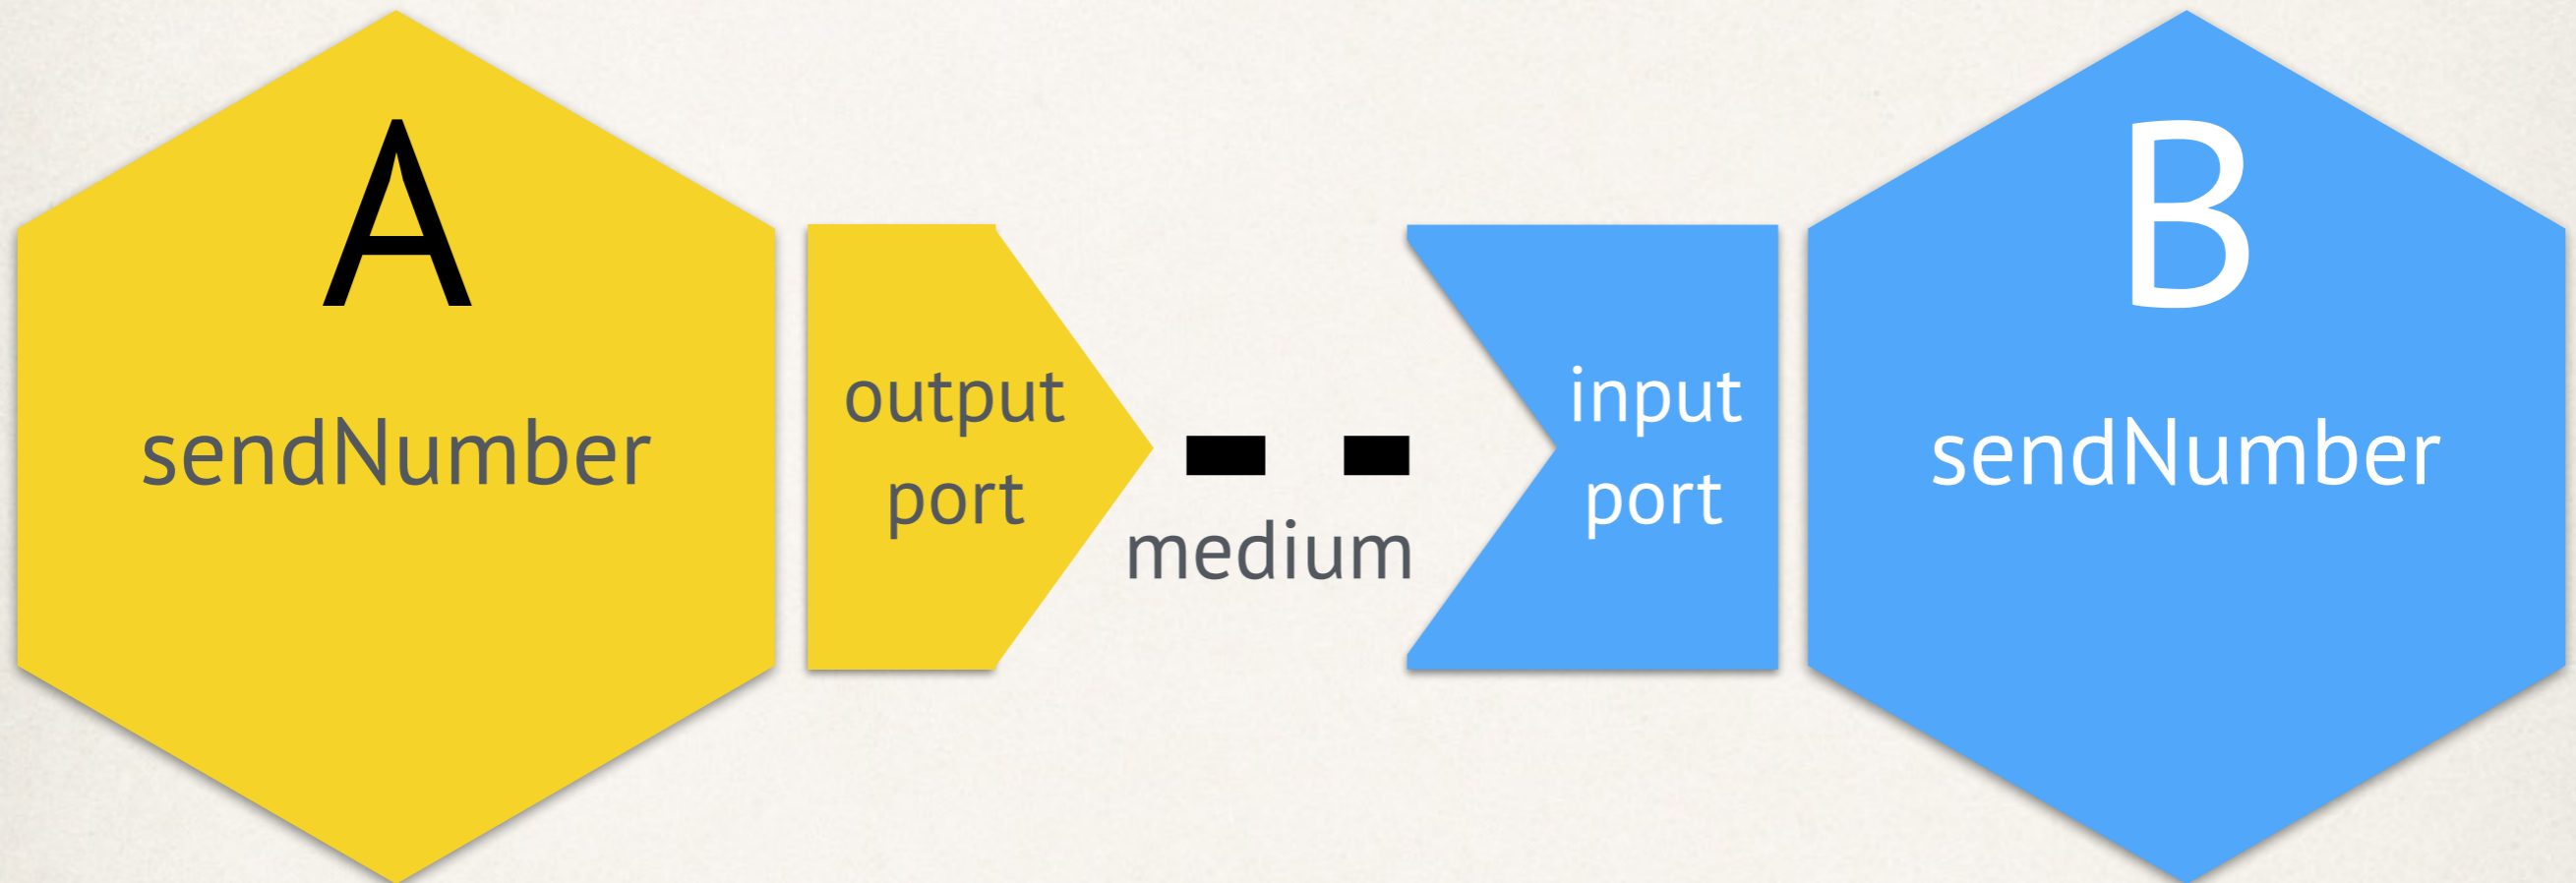 A
sendNumber
output
port
medium
input
port
B
sendNumber